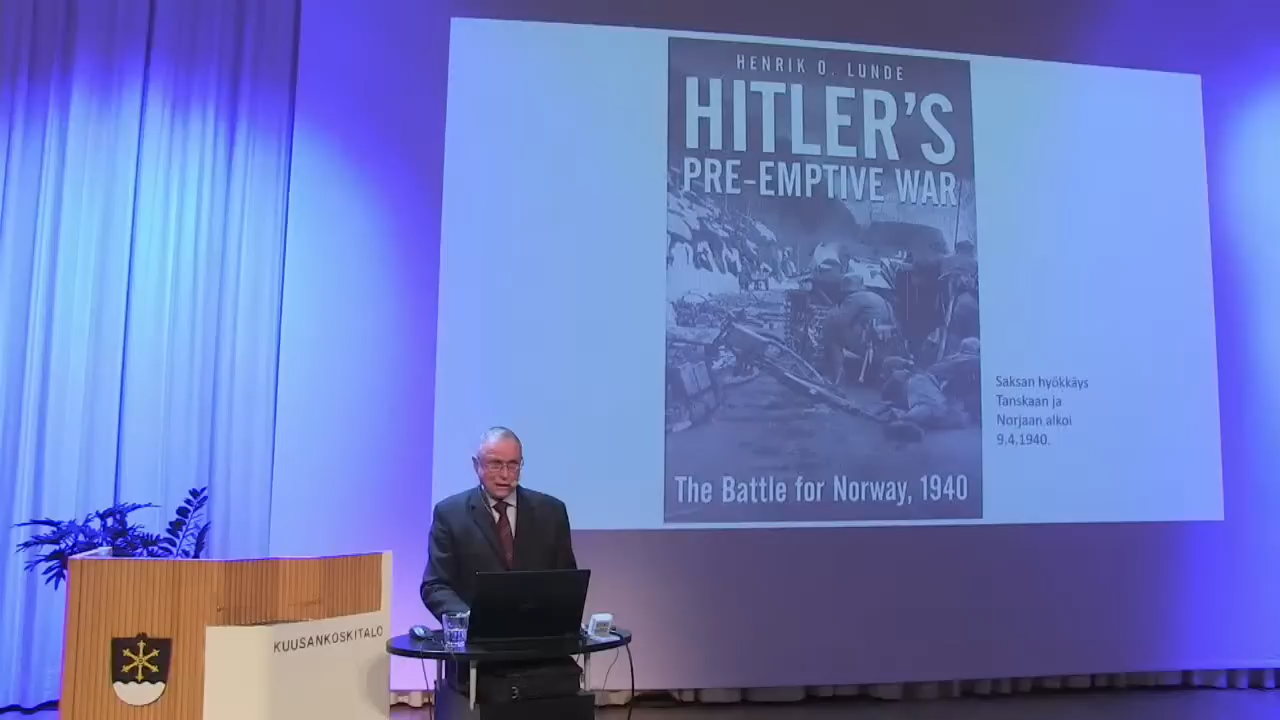 HENRIK O. LUNDE
HITLER'S
PRE-EMPTIVE WAR
The Battle for Norway, 1940
Saksan hyökkäys
Tanskaan ja
Norjaan alkoi
9.4.1940.
KUUSANKOSKITALO